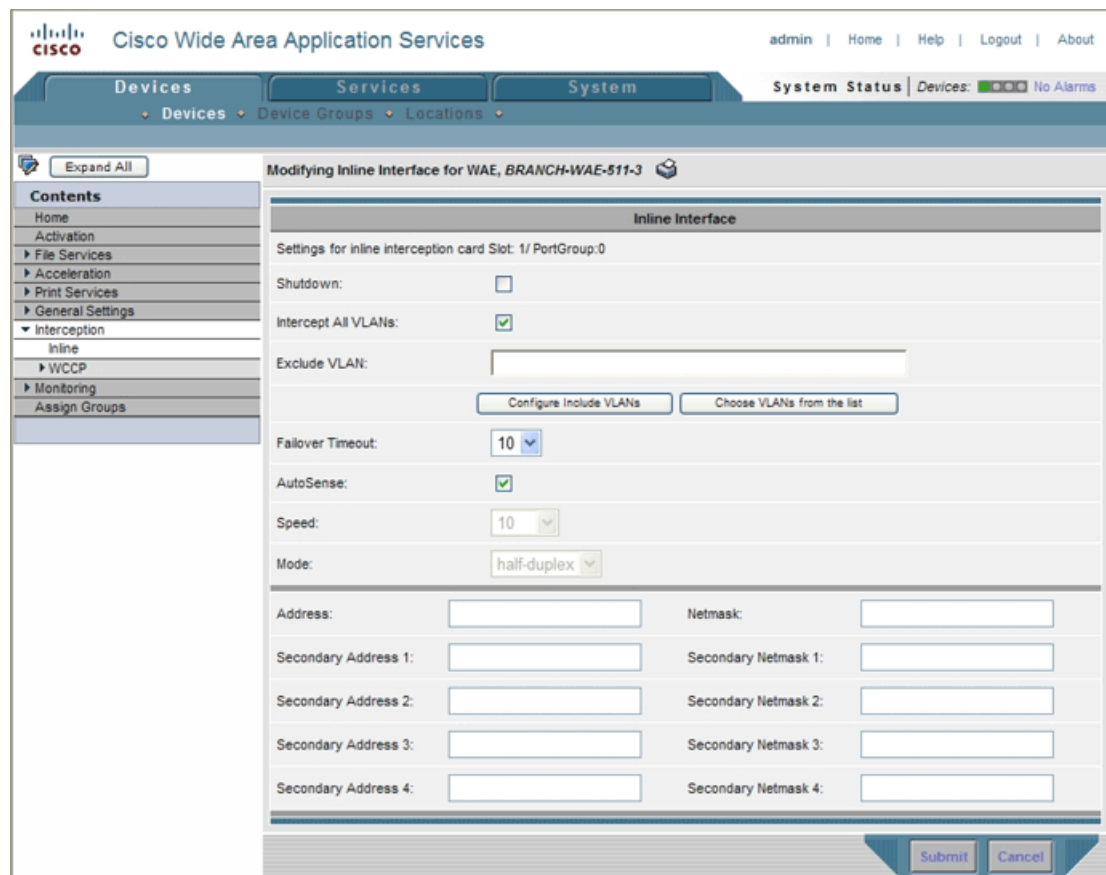 CISCO
Cisco Wide Area Application Services
admin | Home | Help | Logout | About
Devices Services System
System Status | Devices: No Alarms
Devices Device Groups Locations
Expand All
Modifying Inline Interface for WAE, BRANCH-WAE-511-3
Contents
Home
Activation
File Services
Acceleration
Print Services
General Settings
Interception
Inline
WCCP
Monitoring
Assign Groups
Inline Interface
Settings for inline interception card Slot: 1/ PortGroup:0
Shutdown:
Intercept All VLANs:
Exclude VLAN:
Configure Include VLANs Choose VLANs from the list
Failover Timeout: 10
AutoSense:
Speed: 10
Mode: half-duplex
Address: Netmask:
Secondary Address 1: Secondary Netmask 1:
Secondary Address 2: Secondary Netmask 2:
Secondary Address 3: Secondary Netmask 3:
Secondary Address 4: Secondary Netmask 4:
Submit Cancel